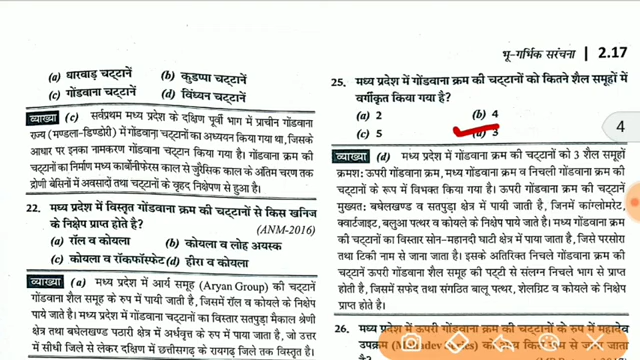 भू-गर्भिक संरचना | 2.17
(a) धारवाड़ चट्टानें (b) कुडप्पा चट्टानें
(c) गोंडवाना चट्टानें (d) विंध्यन चट्टानें
व्याख्या (c) सर्वप्रथम मध्य प्रदेश के दक्षिण पूर्वी भाग में प्राचीन गोंडवाना
राज्य (मण्डला-डिण्डोरी) में गोंडवाना चट्टानों का अध्ययन किया गया था, जिसके
आधार पर इनका नामकरण गोंडवाना चट्टान किया गया है। गोंडवाना क्रम की
चट्टानों का निर्माण मध्य कार्बोनीफेरस काल से जुरैसिक काल के अंतिम चरण तक
द्रोणी बेसिनों में अवसादों तथा चट्टानों के वृहद निक्षेपण से हुआ है।
22. मध्य प्रदेश में विस्तृत गोंडवाना क्रम की चट्टानों से किस खनिज
के निक्षेप प्राप्त होते है?
(ANM-2016)
(a) रॉल व कोयला (b) कोयला व लोह अयस्क
(c) कोयला व रॉकफॉस्फेट (d) हीरा व कोयला
व्याख्या (a) मध्य प्रदेश में आर्य समूह (Aryan Group) की चट्टानें
गोंडवाना शैल समूह के रुप में पायी जाती है, जिसमें रॉल व कोयले के निक्षेप
पाये जाते है। मध्य प्रदेश में गोंडवाना चट्टानों का विस्तार सतपुड़ा मैकाल श्रेणी
क्षेत्र तथा बघेलखण्ड पठारी क्षेत्र में अर्धवृत्त के रुप में पाया जाता है, जो उत्तर
में सीधी जिले से लेकर दक्षिण में छत्तीसगढ़ के रायगढ़ जिले तक विस्तृत है।
25. मध्य प्रदेश में गोंडवाना क्रम की चट्टानों को कितने शैल समूहों में
वर्गीकृत किया गया है?
(a) 2 (b) 4
(c) 5 (d) 3
4
व्याख्या (d) मध्य प्रदेश में गोंडवाना क्रम की चट्टानों को 3 शैल समूहों
क्रमश: ऊपरी गोंडवाना क्रम, मध्य गोंडवाना क्रम व निचली गोंडवाना क्रम की
चट्टानों के रूप में विभक्त किया गया है। ऊपरी गोंडवाना क्रम की चट्टानें
मुख्यत: बघेलखण्ड व सतपुड़ा क्षेत्र में पायी जाती है, जिनमें कांग्लोमरेट,
क्वार्टजाइट, बलुआ पत्थर व कोयले के निक्षेप पाये जाते है। मध्य गोंडवाना क्रम
की चट्टानों का विस्तार सोन-महानदी घाटी क्षेत्र में पाया जाता है, जिसे परसोरा
तथा टिकी नाम से जाना जाता है। इसके अतिरिक्त निचले गोंडवाना क्रम की
चट्टानें ऊपरी गोंडवाना शैल समूह की पट्टी से संलग्न निचले भाग से प्राप्त
होती है, जिसमें सफेद तथा संगठित बालू पत्थर, शेलग्रिट व कोयले के निक्षेप
प्राप्त होते है।
26. मध्य प्रदेश में ऊपरी गोंडवाना क्रम की चट्टानों के रुप में महादेव
उपक्रम